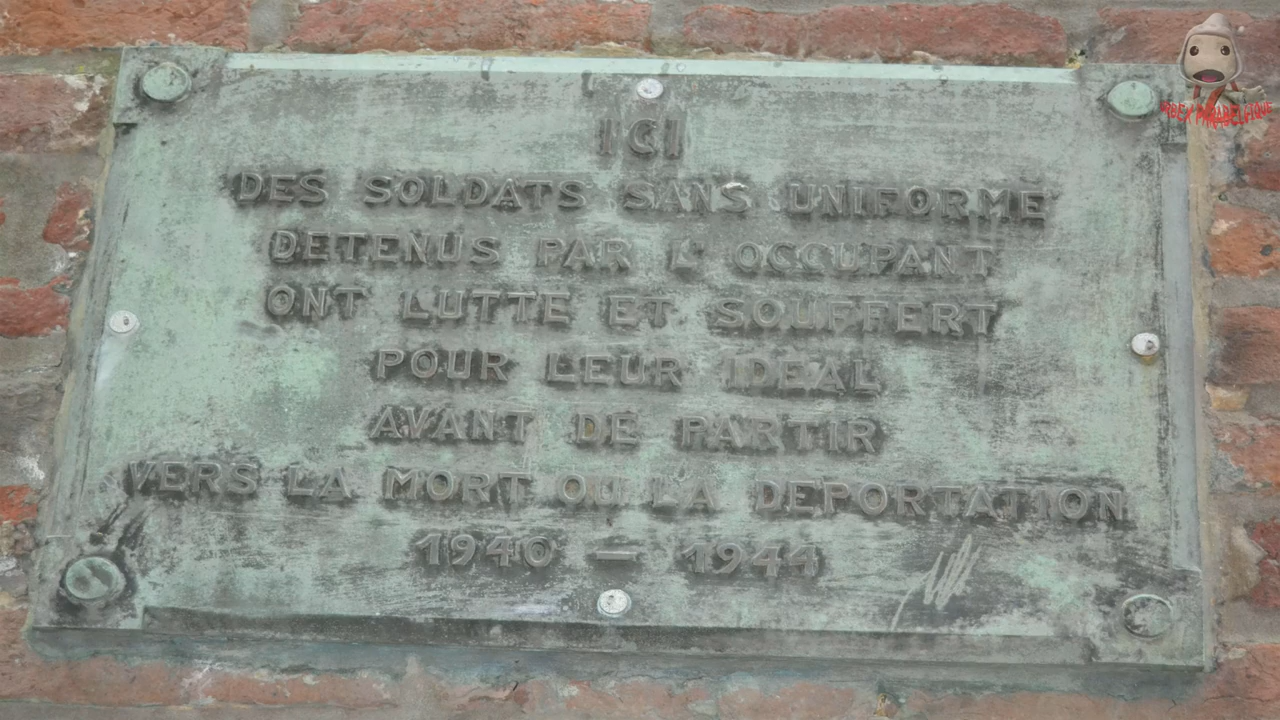 ICI
DES SOLDATS SANS UNIFORME
DETENUS PAR L'OCCUPANT
ONT LUTTE ET SOUFFERT
POUR LEUR IDEAL
AVANT DE PARTIR
VERS LA MORT OU LA DEPORTATION
1940 — 1944